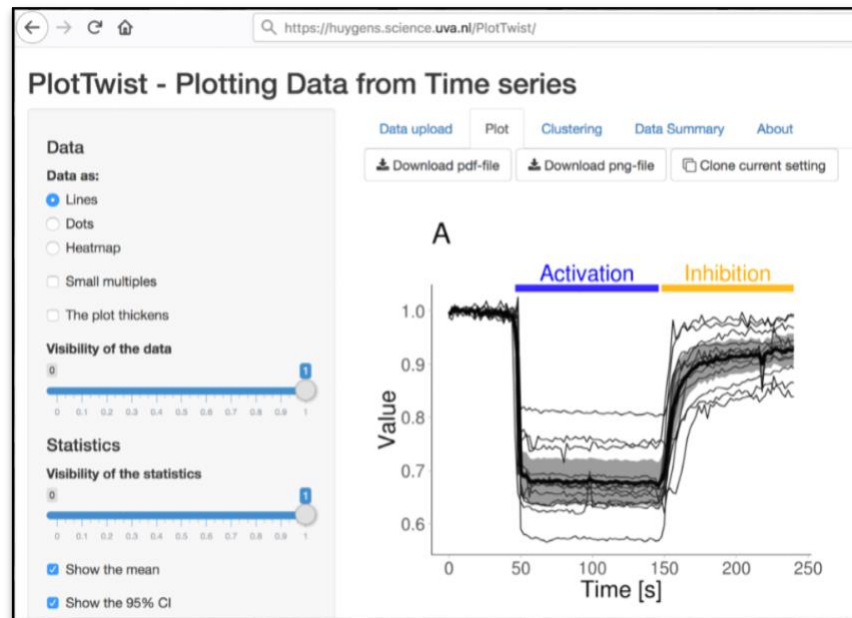 https://huygens.science.uva.nl/PlotTwist/
PlotTwist - Plotting Data from Time series
Data
Data as:
Lines
Dots
Heatmap
Small multiples
The plot thickens
Visibility of the data
0 1
0 0.1 0.2 0.3 0.4 0.5 0.6 0.7 0.8 0.9 1
Statistics
Visibility of the statistics
0 1
0 0.1 0.2 0.3 0.4 0.5 0.6 0.7 0.8 0.9 1
Show the mean
Show the 95% CI
Data upload Plot Clustering Data Summary About
Download pdf-file Download png-file Clone current setting
A
Activation Inhibition
Value
1.0
0.9
0.8
0.7
0.6
0 50 100 150 200 250
Time [s]